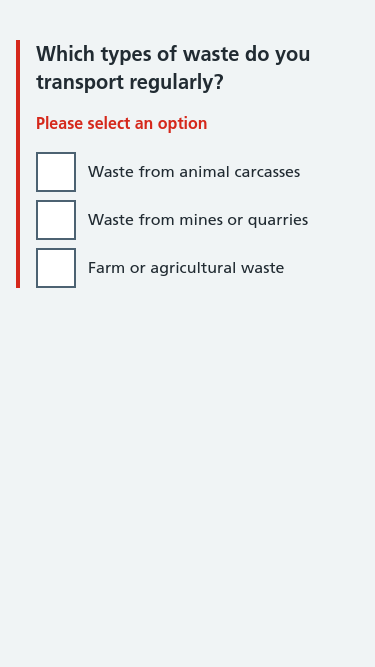 Which types of waste do you
transport regularly?
Please select an option
Waste from animal carcasses
Waste from mines or quarries
Farm or agricultural waste